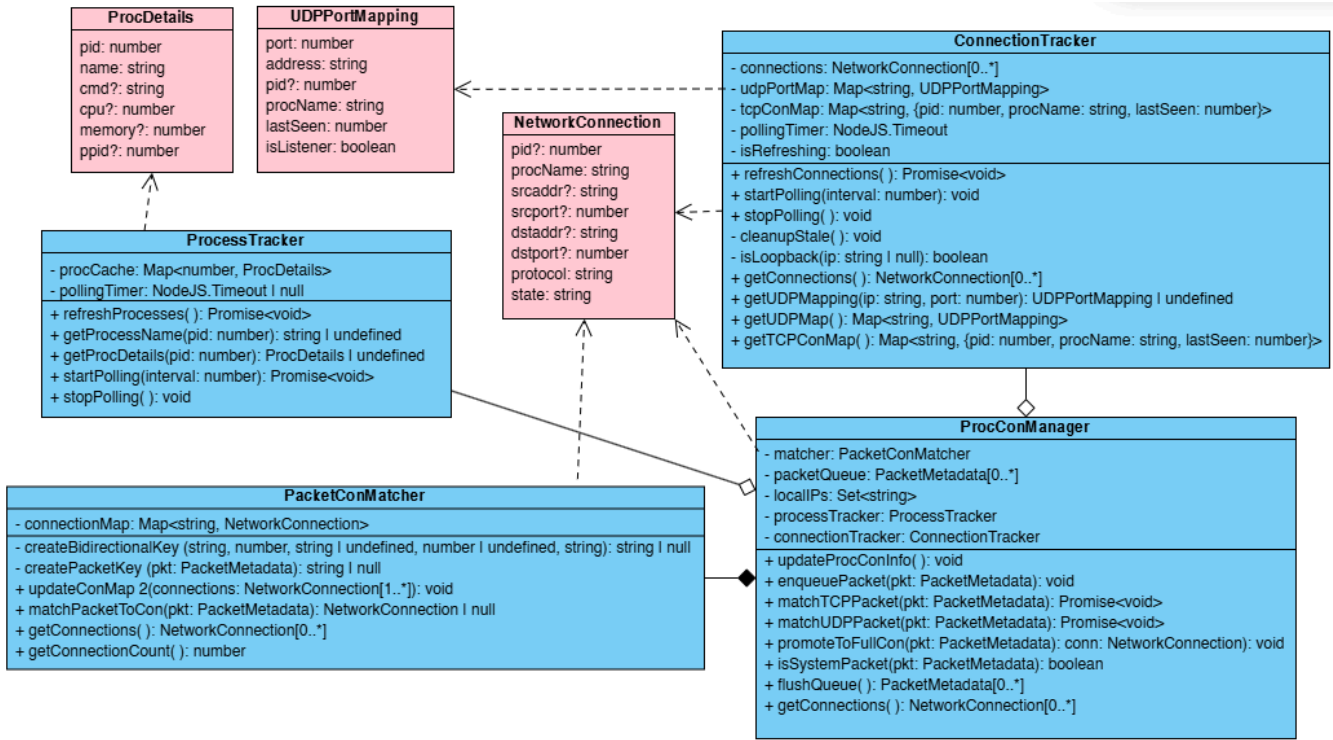 ProcDetails
pid: number
name: string
cmd?: string
cpu?: number
memory?: number
ppid?: number
UDPPortMapping
port: number
address: string
pid?: number
procName: string
lastSeen: number
isListener: boolean
ConnectionTracker
- connections: NetworkConnection[0..*]
- udpPortMap: Map<string, UDPPortMapping>
- tcpConMap: Map<string, {pid: number, procName: string, lastSeen: number}>
- pollingTimer: NodeJS.Timeout
- isRefreshing: boolean
+ refreshConnections( ): Promise<void>
+ startPolling(interval: number): void
+ stopPolling( ): void
- cleanupStale( ): void
- isLoopback(ip: string | null): boolean
+ getConnections( ): NetworkConnection[0..*]
+ getUDPMapping(ip: string, port: number): UDPPortMapping | undefined
+ getUDPMap( ): Map<string, UDPPortMapping>
+ getTCPConMap( ): Map<string, {pid: number, procName: string, lastSeen: number}>
NetworkConnection
pid?: number
procName: string
srcaddr?: string
srcport?: number
dstaddr?: string
dstport?: number
protocol: string
state: string
ProcessTracker
- procCache: Map<number, ProcDetails>
- pollingTimer: NodeJS.Timeout | null
+ refreshProcesses( ): Promise<void>
+ getProcessName(pid: number): string | undefined
+ getProcDetails(pid: number): ProcDetails | undefined
+ startPolling(interval: number): Promise<void>
+ stopPolling( ): void
ProcConManager
- matcher: PacketConMatcher
- packetQueue: PacketMetadata[0..*]
- localIPs: Set<string>
- processTracker: ProcessTracker
- connectionTracker: ConnectionTracker
+ updateProcConInfo( ): void
+ enqueuePacket(pkt: PacketMetadata): void
+ matchTCPPacket(pkt: PacketMetadata): Promise<void>
+ matchUDPPacket(pkt: PacketMetadata): Promise<void>
+ promoteToFullCon(pkt: PacketMetadata): conn: NetworkConnection): void
+ isSystemPacket(pkt: PacketMetadata): boolean
+ flushQueue( ): PacketMetadata[0..*]
+ getConnections( ): NetworkConnection[0..*]
PacketConMatcher
- connectionMap: Map<string, NetworkConnection>
- createBidirectionalKey (string, number, string | undefined, number | undefined, string): string | null
- createPacketKey (pkt: PacketMetadata): string | null
+ updateConMap 2(connections: NetworkConnection[1..*]): void
+ matchPacketToCon(pkt: PacketMetadata): NetworkConnection | null
+ getConnections( ): NetworkConnection[0..*]
+ getConnectionCount( ): number